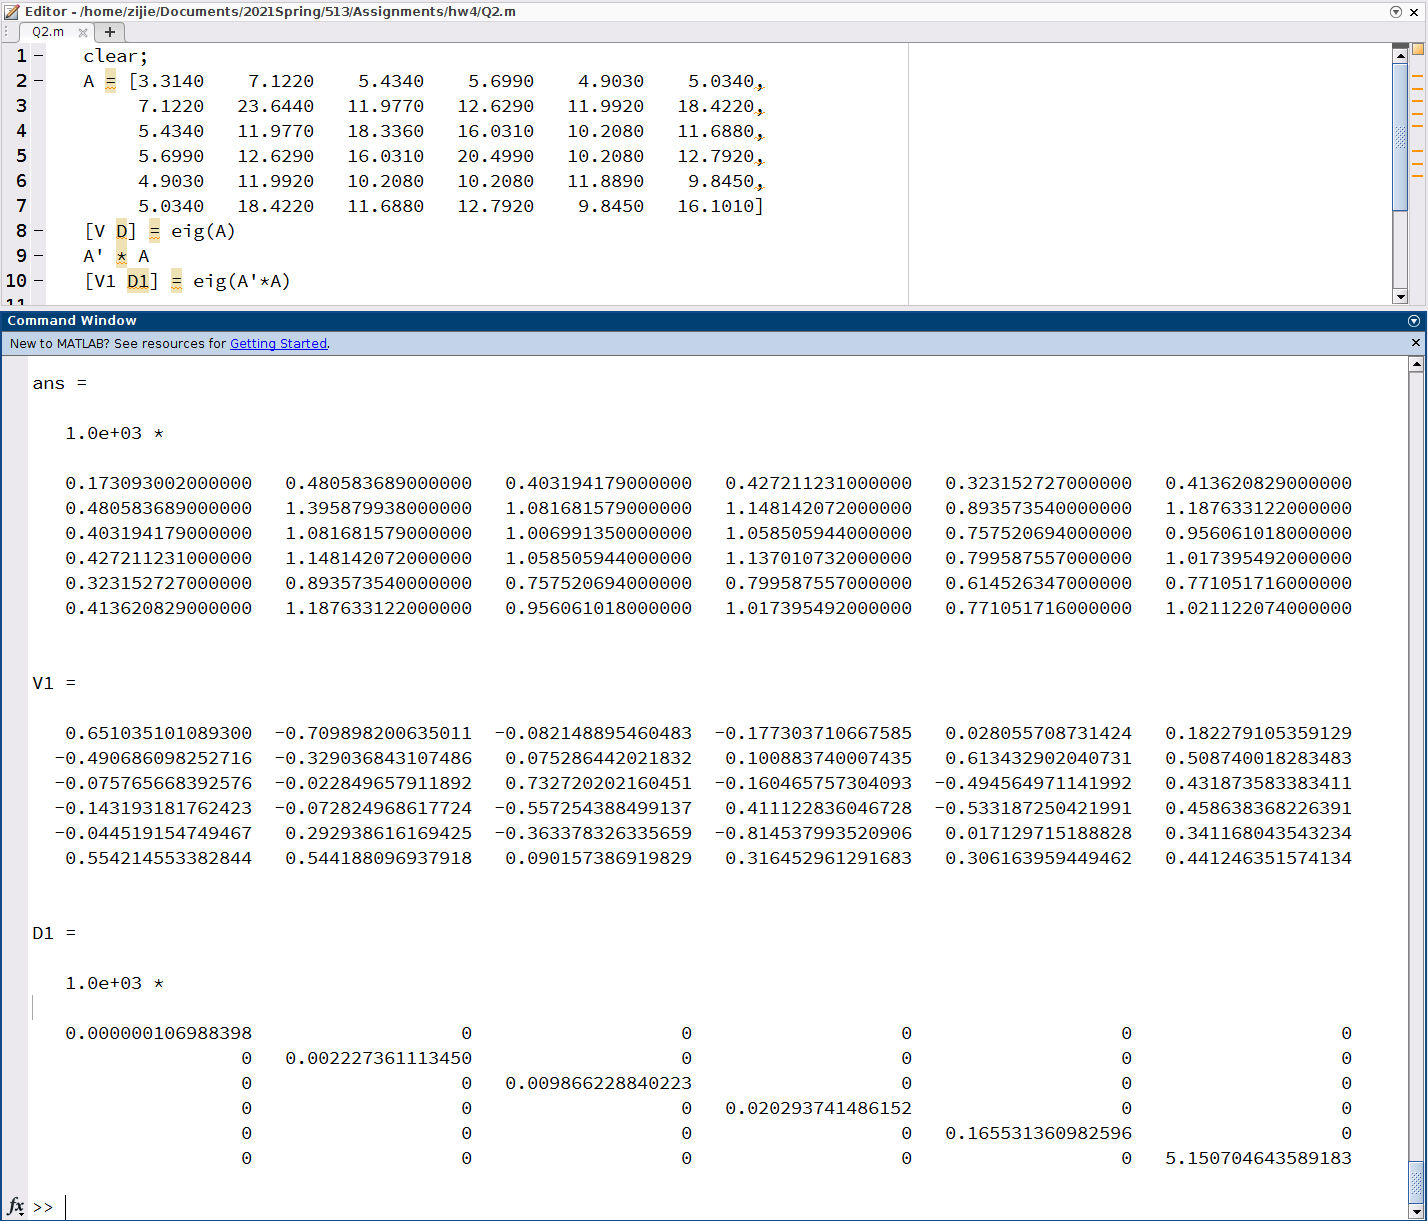 Editor - /home/zijie/Documents/2021Spring/513/Assignments/hw4/Q2.m
Q2.m × +
1 – clear;
2 – A = [3.3140 7.1220 5.4340 5.6990 4.9030 5.0340,
3 7.1220 23.6440 11.9770 12.6290 11.9920 18.4220,
4 5.4340 11.9770 18.3360 16.0310 10.2080 11.6880,
5 5.6990 12.6290 16.0310 20.4990 10.2080 12.7920,
6 4.9030 11.9920 10.2080 10.2080 11.8890 9.8450,
7 5.0340 18.4220 11.6880 12.7920 9.8450 16.1010]
8 – [V D] = eig(A)
9 – A' * A
10 – [V1 D1] = eig(A'*A)
11
Command Window
New to MATLAB? See resources for Getting Started.
ans =
1.0e+03 *
0.173093002000000 0.480583689000000 0.403194179000000 0.427211231000000 0.323152727000000 0.413620829000000
0.480583689000000 1.395879938000000 1.081681579000000 1.148142072000000 0.893573540000000 1.187633122000000
0.403194179000000 1.081681579000000 1.006991350000000 1.058505944000000 0.757520694000000 0.956061018000000
0.427211231000000 1.148142072000000 1.058505944000000 1.137010732000000 0.799587557000000 1.017395492000000
0.323152727000000 0.893573540000000 0.757520694000000 0.799587557000000 0.614526347000000 0.771051716000000
0.413620829000000 1.187633122000000 0.956061018000000 1.017395492000000 0.771051716000000 1.021122074000000
V1 =
0.651035101089300 -0.709898200635011 -0.082148895460483 -0.177303710667585 0.028055708731424 0.182279105359129
-0.490686098252716 -0.329036843107486 0.075286442021832 0.100883740007435 0.613432902040731 0.508740018283483
-0.075765668392576 -0.022849657911892 0.732720202160451 -0.160465757304093 -0.494564971141992 0.431873583383411
-0.143193181762423 -0.072824968617724 -0.557254388499137 0.411122836046728 -0.533187250421991 0.458638368226391
-0.044519154749467 0.292938616169425 -0.363378326335659 -0.814537993520906 0.017129715188828 0.341168043543234
0.554214553382844 0.544188096937918 0.090157386919829 0.316452961291683 0.306163959449462 0.441246351574134
D1 =
1.0e+03 *
0.000000106988398 0 0 0 0 0
0 0.002227361113450 0 0 0 0
0 0 0.009866228840223 0 0 0
0 0 0 0.020293741486152 0 0
0 0 0 0 0.165531360982596 0
0 0 0 0 0 5.150704643589183
fx >>